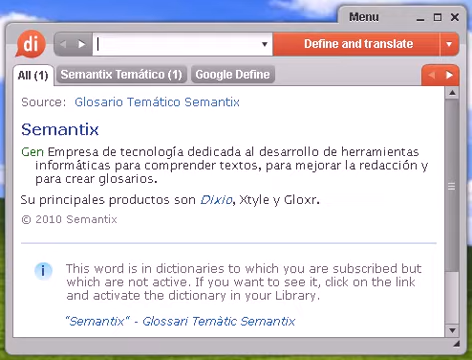 Menu
di
Define and translate
All (1) Semantix Temático (1) Google Define
Source: Glosario Temático Semantix
Semantix
Gen Empresa de tecnología dedicada al desarrollo de herramientas
informáticas para comprender textos, para mejorar la redacción y
para crear glosarios.
Su principales productos son Dixio, Xtyle y Gloxr.
© 2010 Semantix
i
This word is in dictionaries to which you are subscribed but
which are not active. If you want to see it, click on the link
and activate the dictionary in your Library.
"Semantix" - Glossari Temàtic Semantix